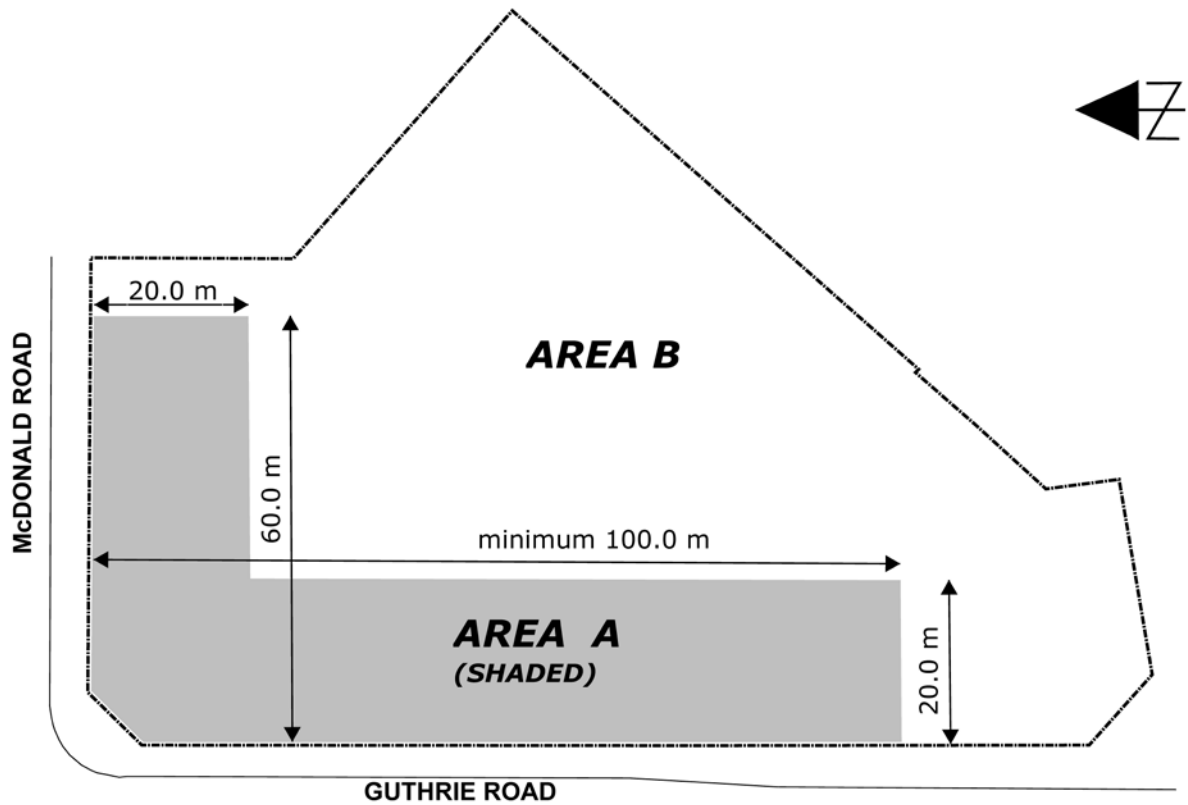 N
20.0 m
AREA B
McDONALD ROAD
60.0 m
minimum 100.0 m
AREA A
(SHADED)
20.0 m
GUTHRIE ROAD